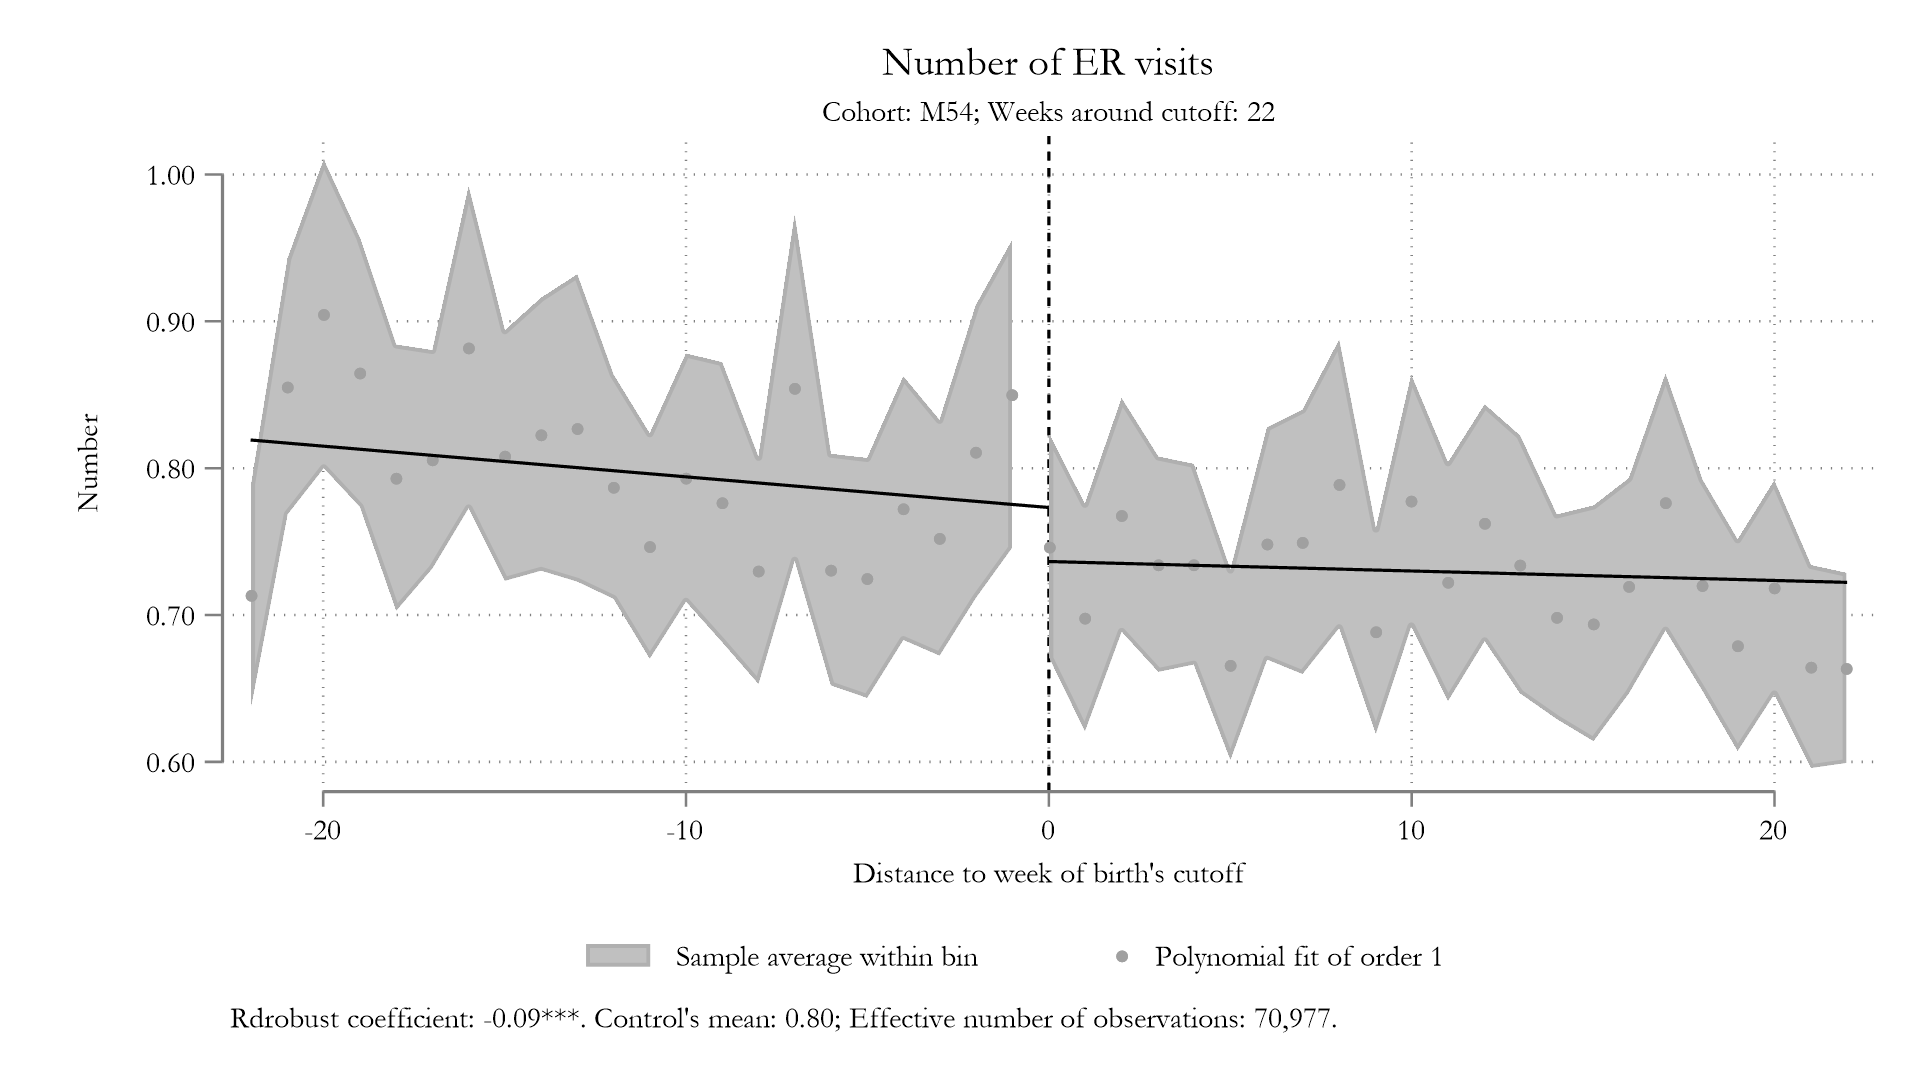 Number of ER visits
Cohort: M54; Weeks around cutoff: 22
1.00
0.90
0.80
0.70
0.60
Number
-20 -10 0 10 20
Distance to week of birth's cutoff
Sample average within bin Polynomial fit of order 1
Rdrobust coefficient: -0.09***. Control's mean: 0.80; Effective number of observations: 70,977.